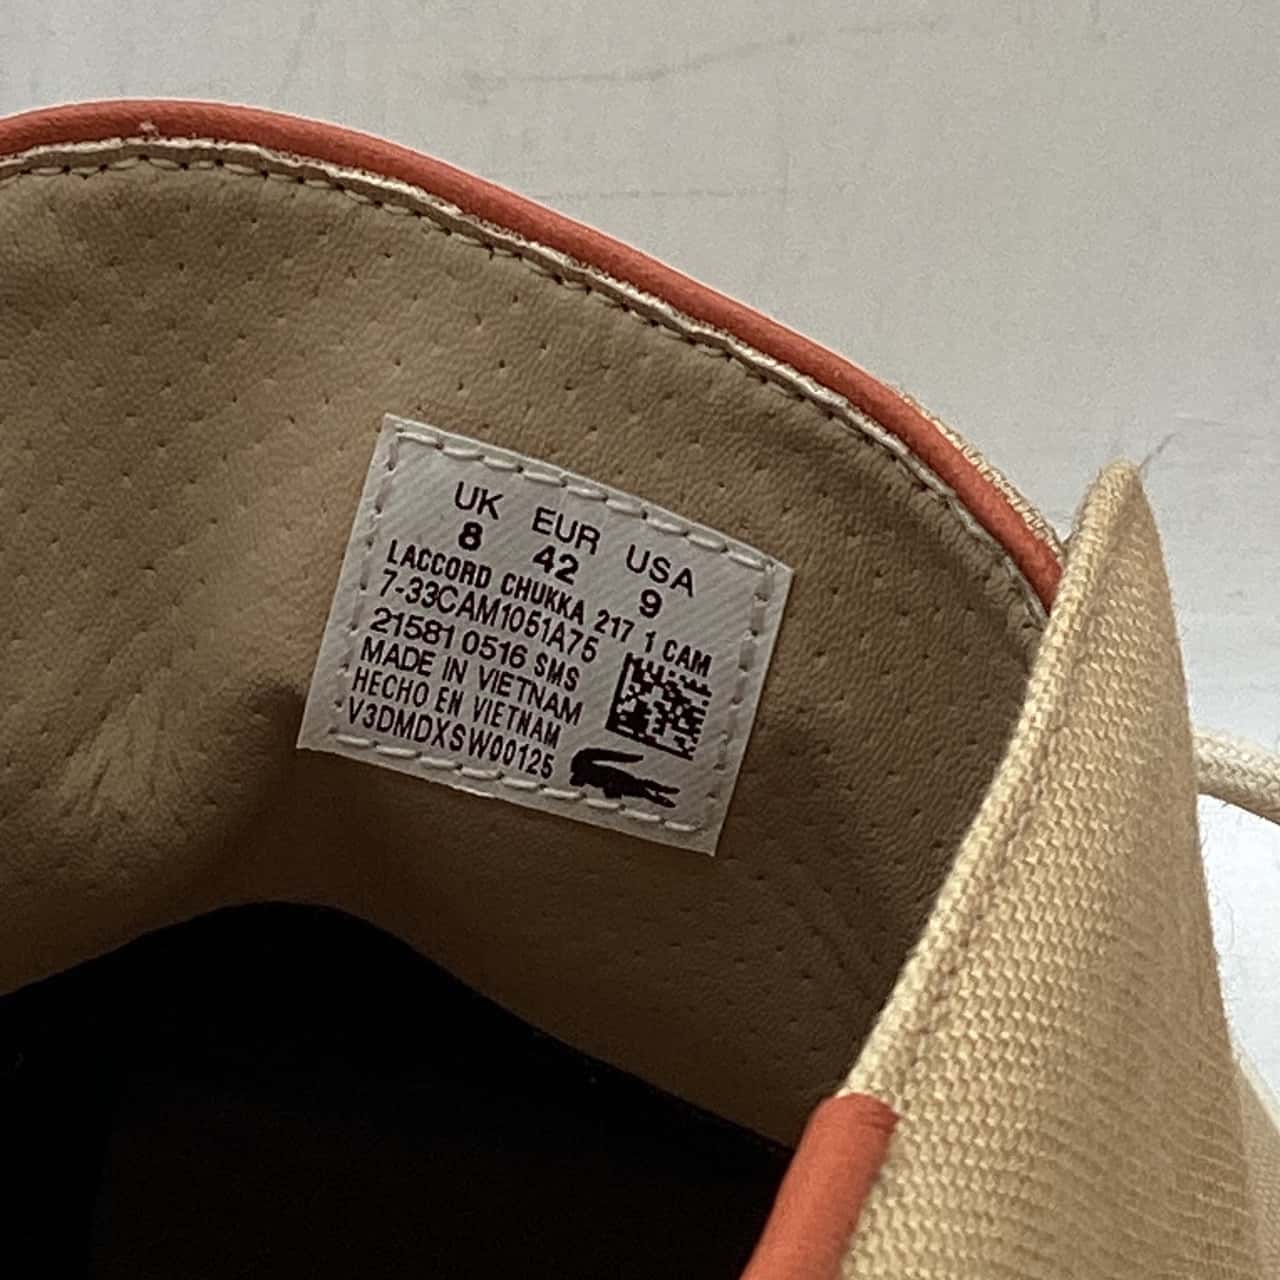 UK EUR USA
8 42 9
LACCORD CHUKKA 217 1 CAM
7-33CAM1051A75
21581 0516 SMS
MADE IN VIETNAM
HECHO EN VIETNAM
V3DMDXSW00125